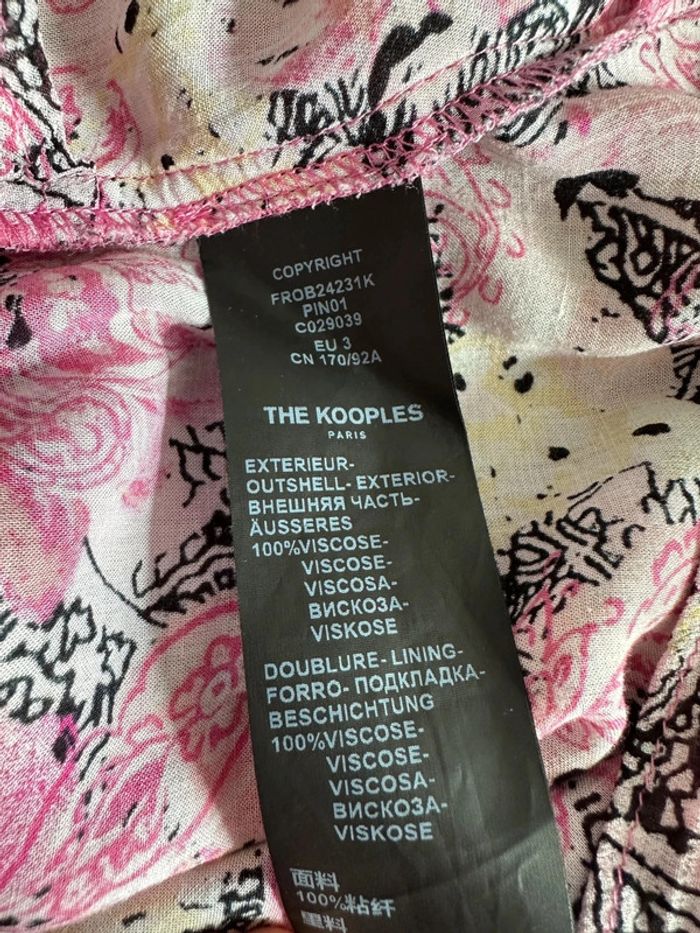 COPYRIGHT
FROB24231K
PIN01
C029039
EU 3
CN 170/92A
THE KOOPLES
PARIS
EXTERIEUR-
OUTSHELL- EXTERIOR-
ВНЕШНЯЯ ЧАСТЬ-
ÄUSSERES
100%VISCOSE-
VISCOSE-
VISCOSA-
ВИСКОЗА-
VISKOSE
DOUBLURE- LINING-
FORRO- ПОДКЛАДКА-
BESCHICHTUNG
100%VISCOSE-
VISCOSE-
VISCOSA-
ВИСКОЗА-
VISKOSE
面料
100%粘纤